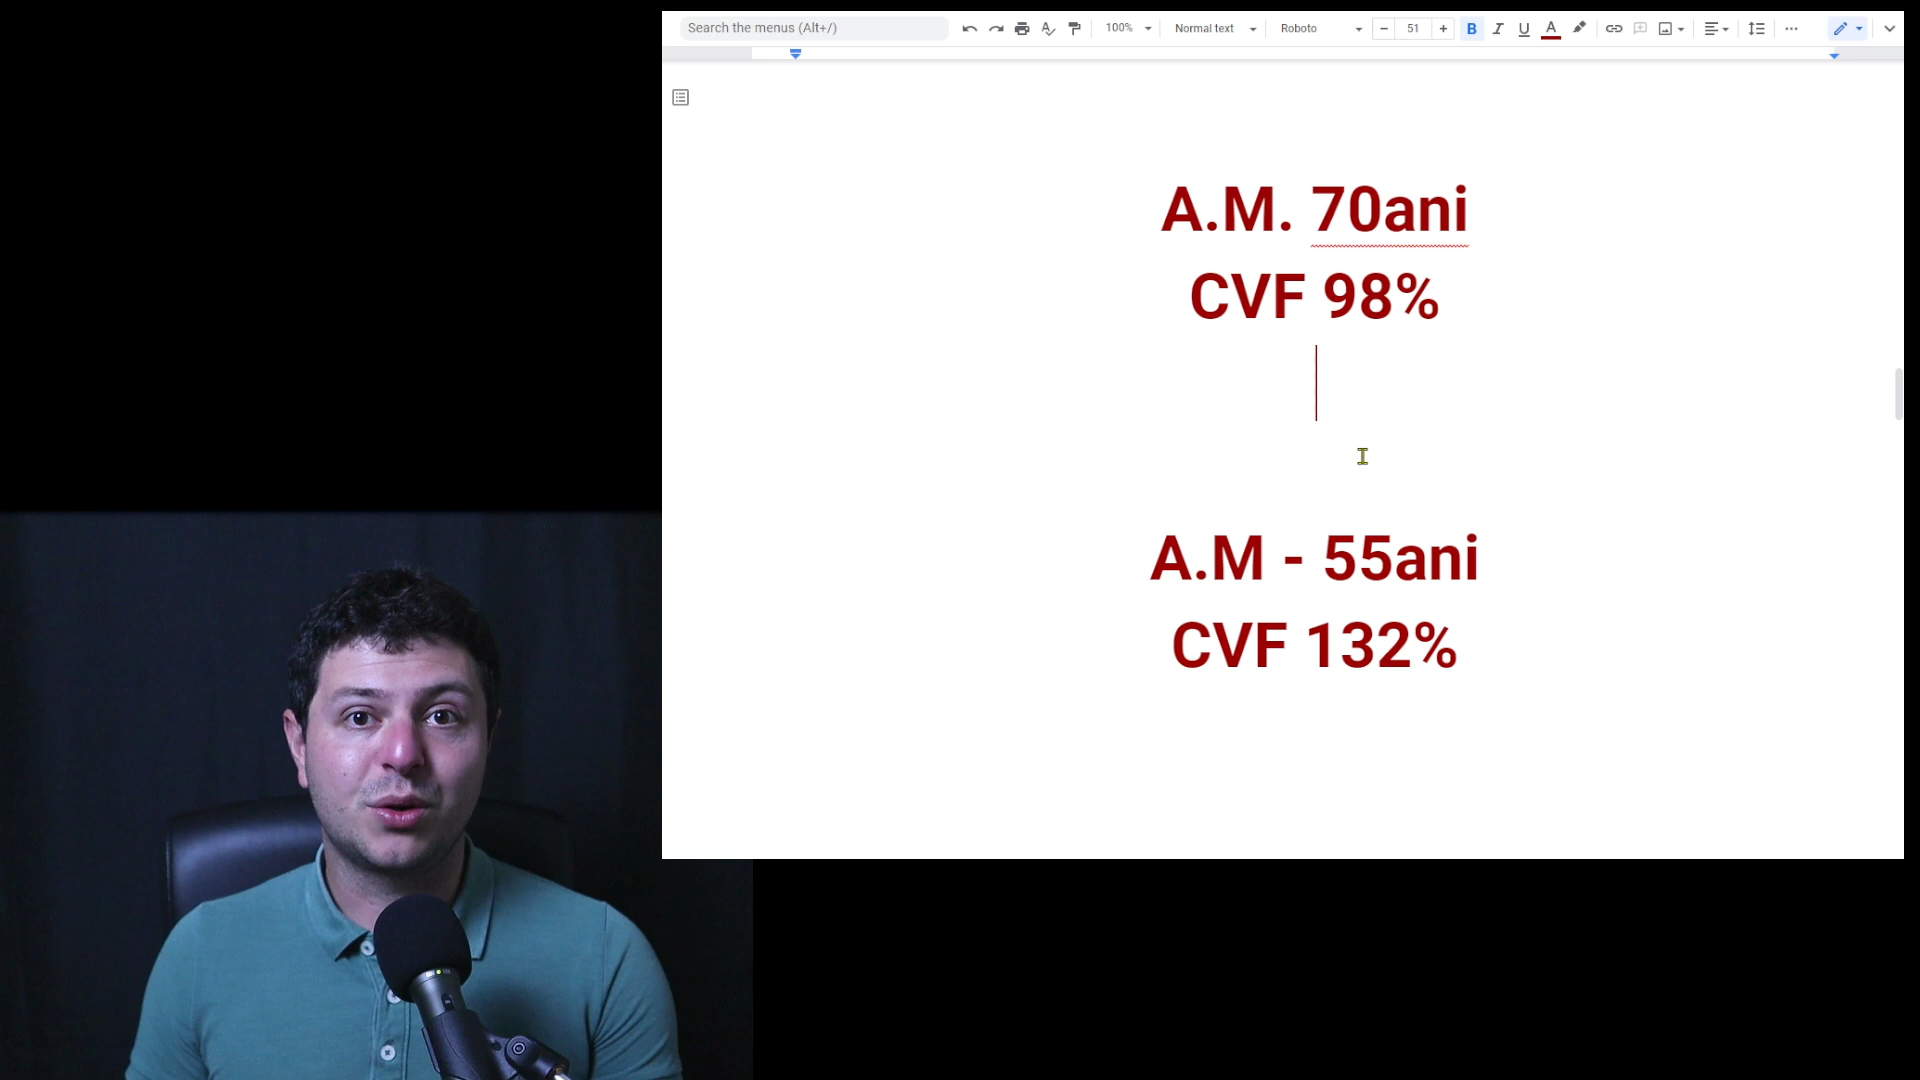 Search the menus (Alt+/)
100%
Normal text
Roboto
51
B
I
U
A
A.M. 70ani
CVF 98%
A.M - 55ani
CVF 132%